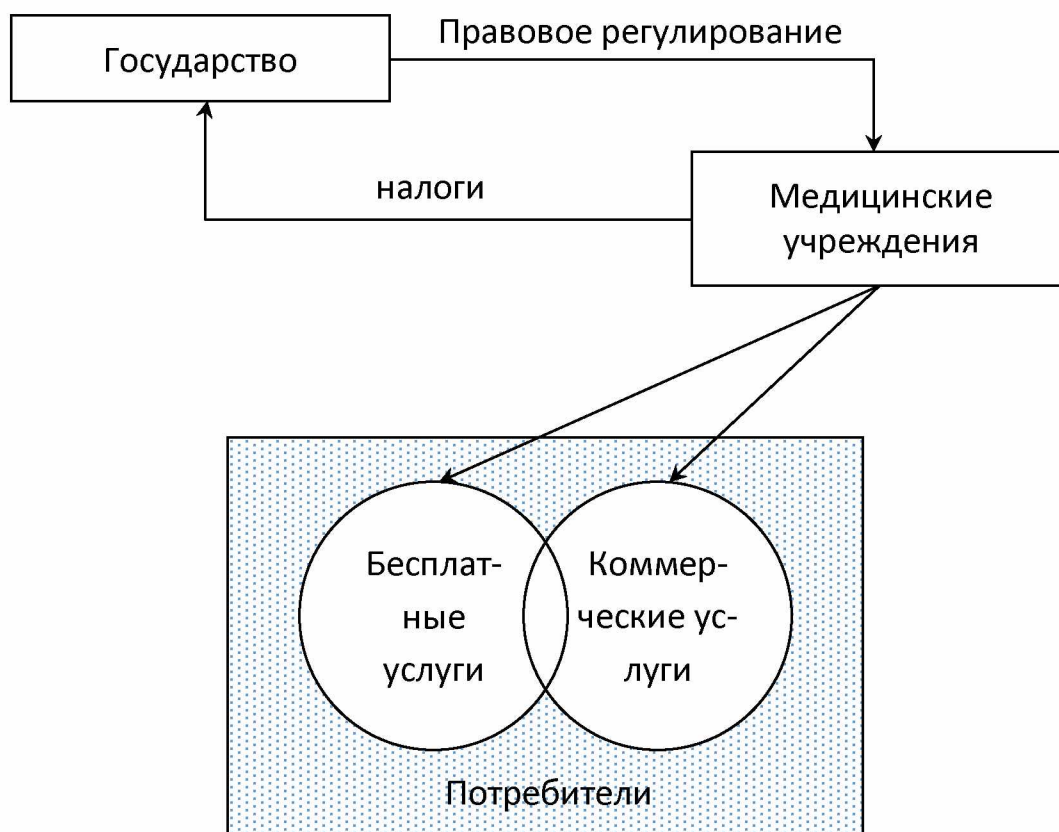 Правовое регулирование
Государство
налоги
Медицинские
учреждения
Бесплат-
ные
услуги
Коммер-
ческие ус-
луги
Потребители